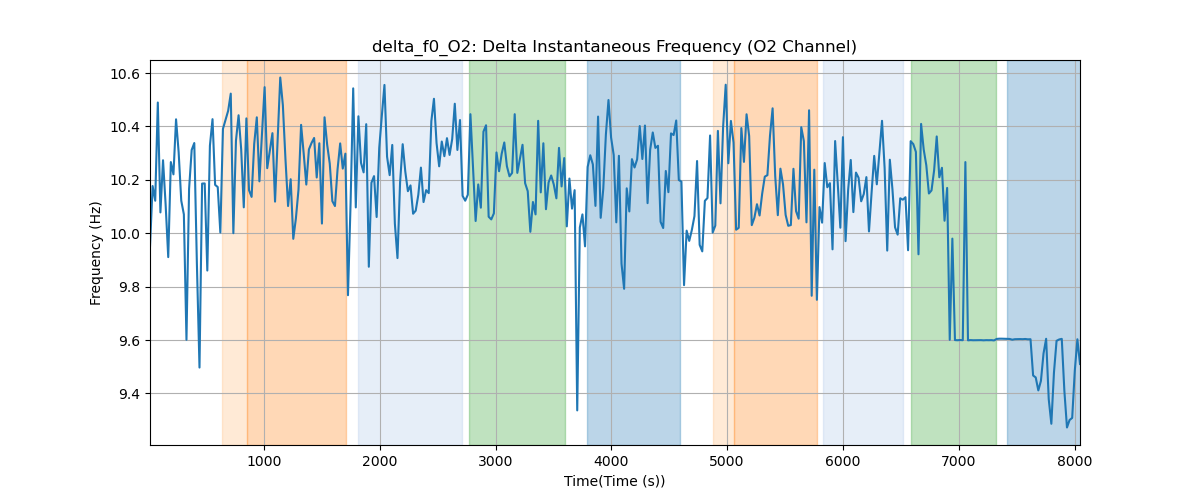 delta_f0_O2: Delta Instantaneous Frequency (O2 Channel)
Frequency (Hz)
10.6
10.4
10.2
10.0
9.8
9.6
9.4
1000 2000 3000 4000 5000 6000 7000 8000
Time(Time (s))